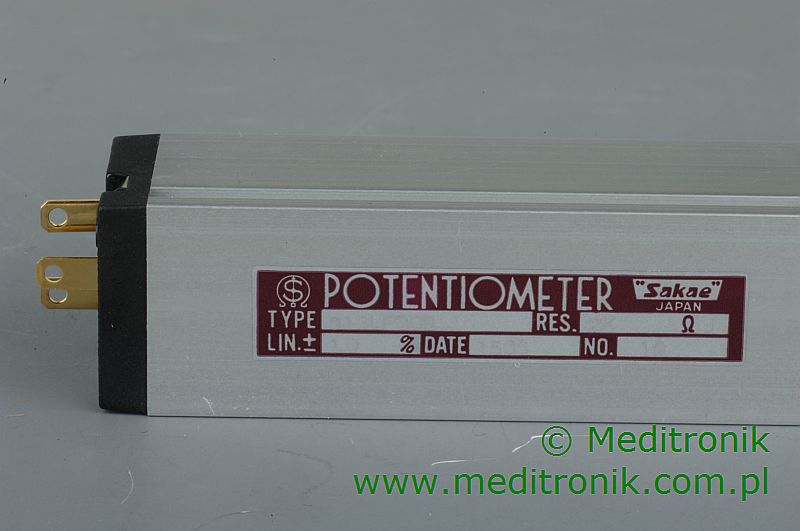 POTENTIOMETER "Sakae"
JAPAN
TYPE RES. Ω
LIN.± % DATE NO.
© Meditronik
www.meditronik.com.pl